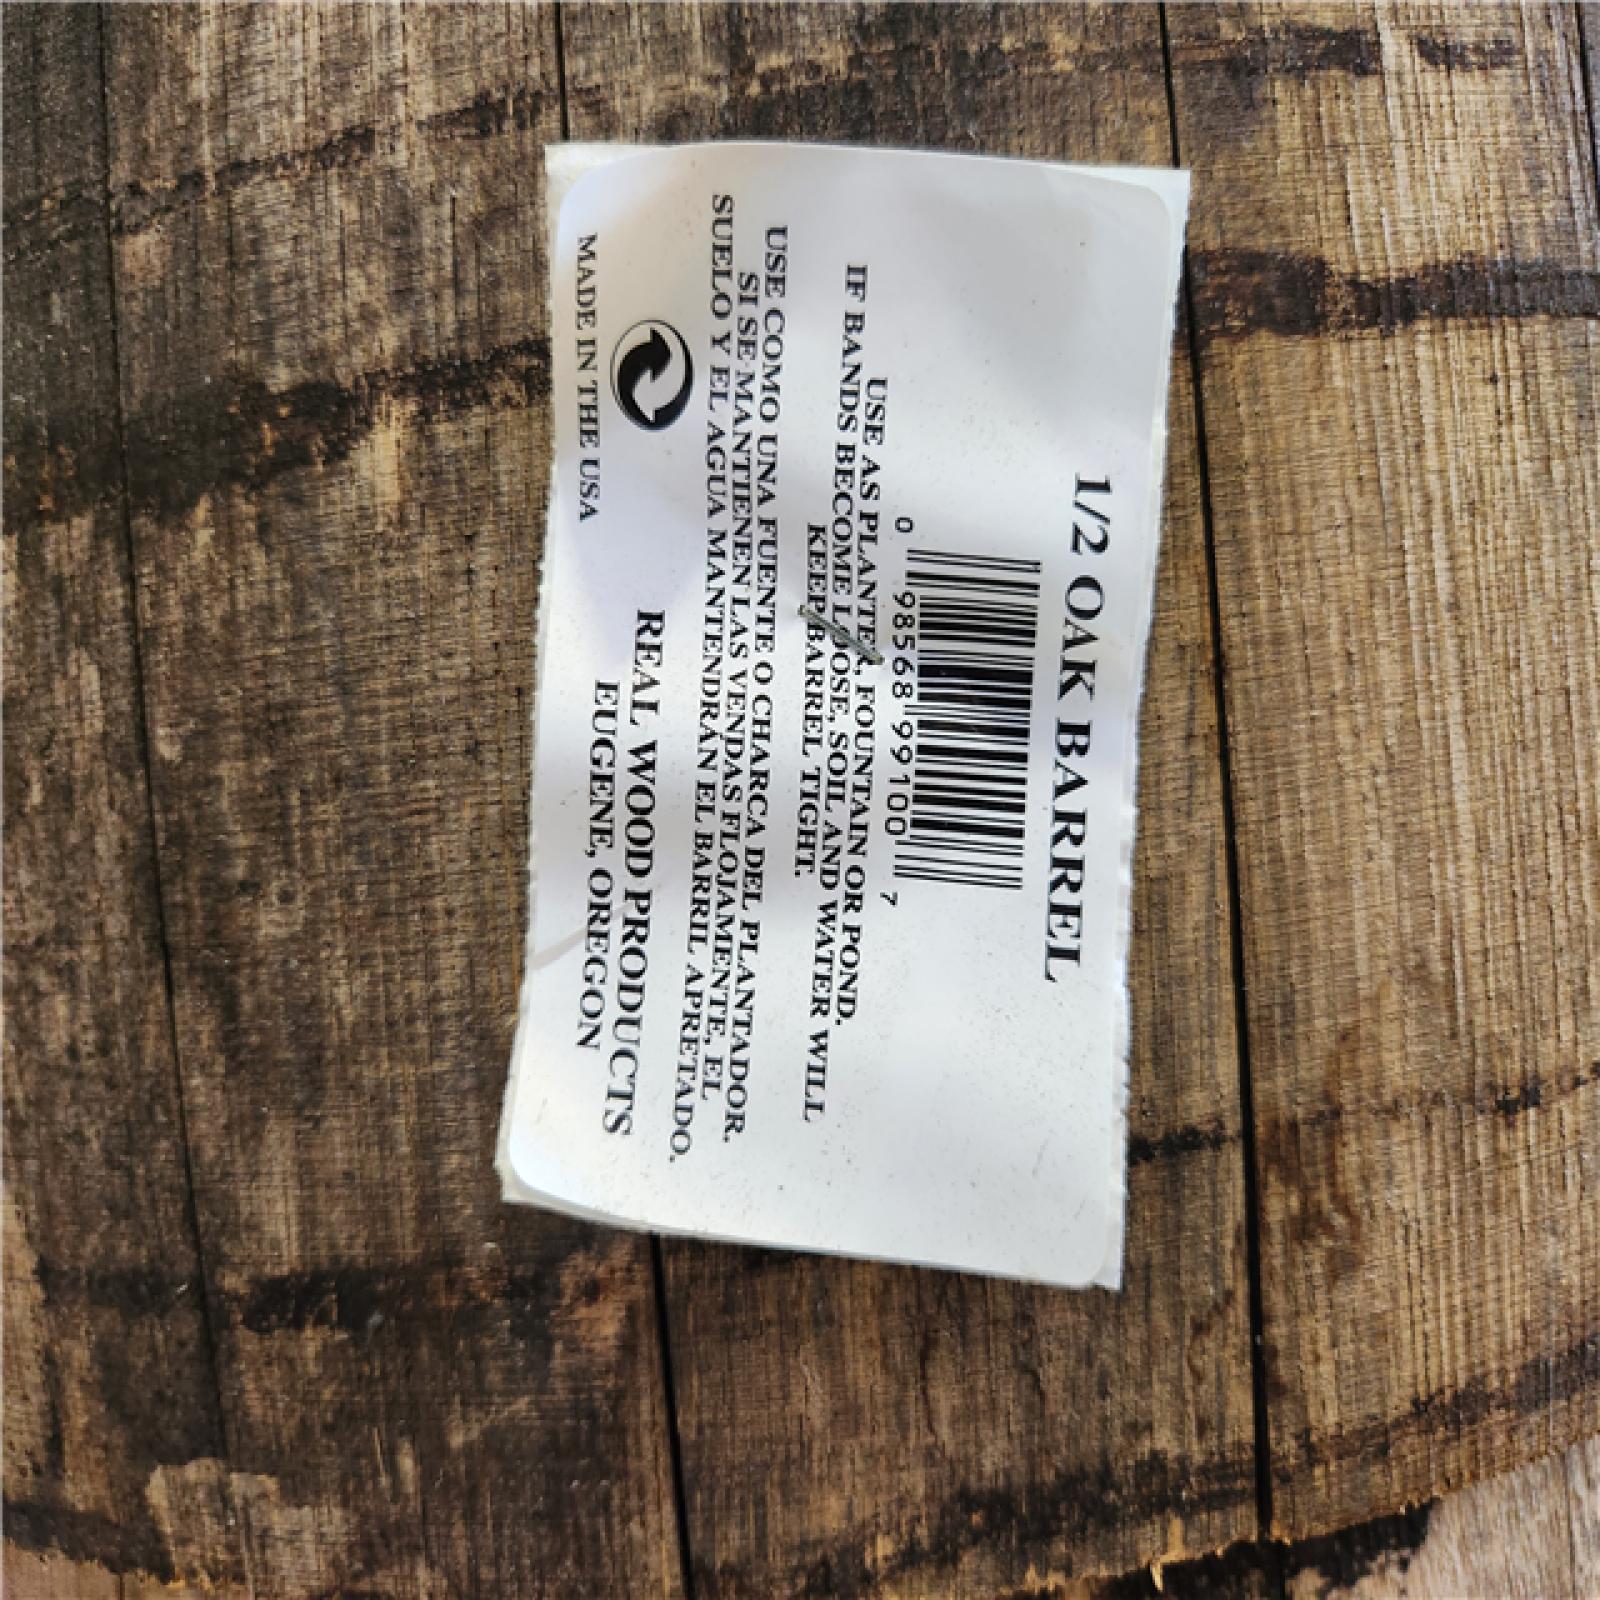 1/2 OAK BARREL
0 98568 99100 7
USE AS PLANTER, FOUNTAIN OR POND.
IF BANDS BECOME LOOSE, SOIL AND WATER WILL
KEEP BARREL TIGHT.
USE COMO UNA FUENTE O CHARCA DEL PLANTADOR.
SI SE MANTIENEN LAS VENDAS FLOJAMENTE, EL
SUELO Y EL AGUA MANTENDRÁN EL BARRIL APRETADO.
REAL WOOD PRODUCTS
EUGENE, OREGON
MADE IN THE USA